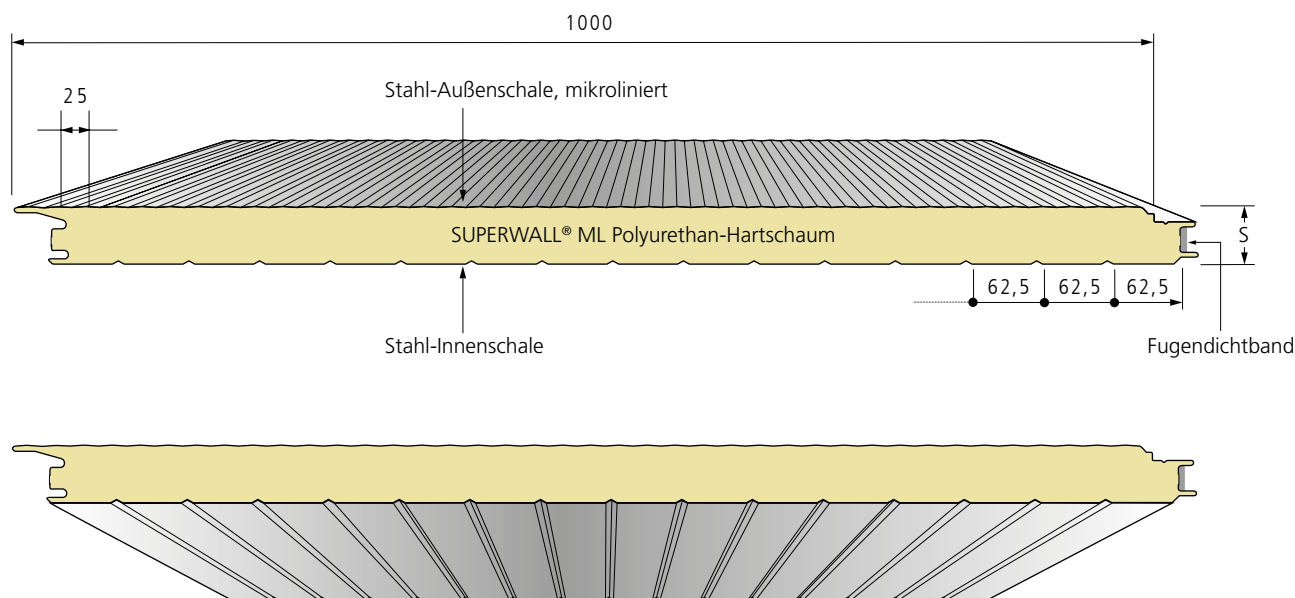 1000
25
Stahl-Außenschale, mikroliniert
SUPERWALL® ML Polyurethan-Hartschaum
S
62,5 62,5 62,5
Stahl-Innenschale
Fugendichtband